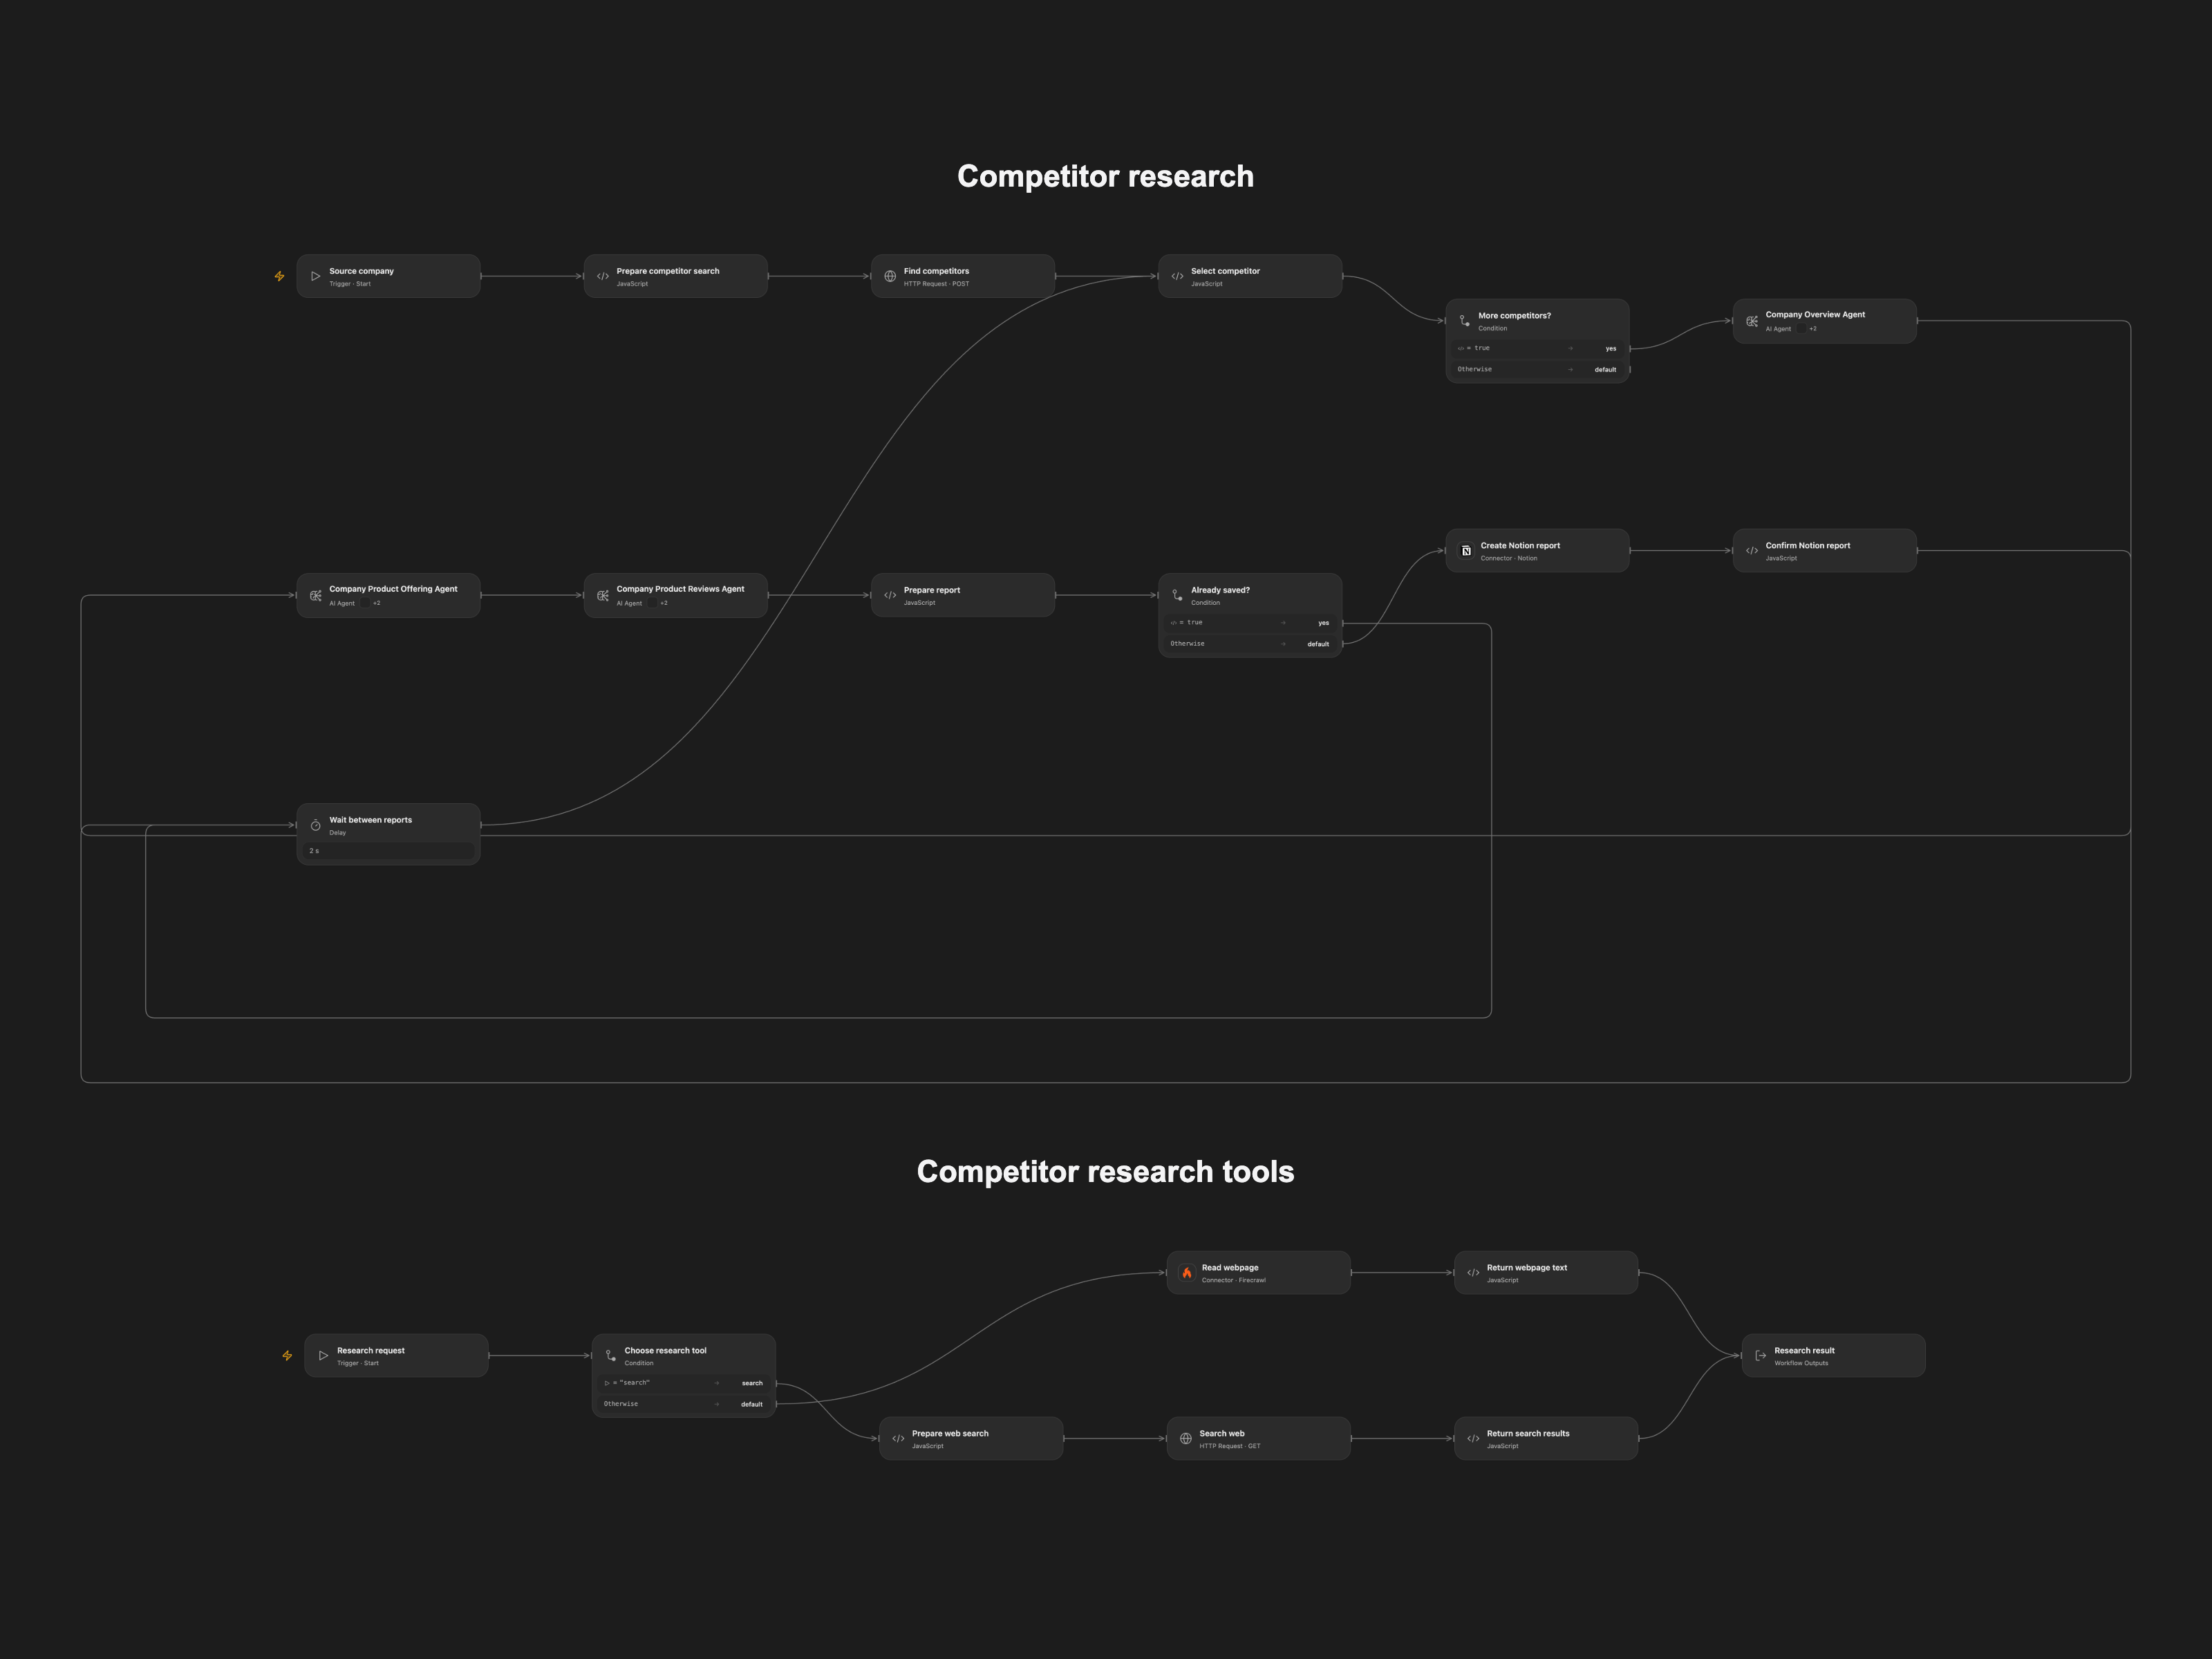 Competitor research
Source company
Trigger · Start
Prepare competitor search
JavaScript
Find competitors
HTTP Request · POST
Select competitor
JavaScript
More competitors?
Condition
</> = true → yes
Otherwise → default
Company Overview Agent
AI Agent +2
Company Product Offering Agent
AI Agent +2
Company Product Reviews Agent
AI Agent +2
Prepare report
JavaScript
Already saved?
Condition
</> = true → yes
Otherwise → default
Create Notion report
Connector · Notion
Confirm Notion report
JavaScript
Wait between reports
Delay
2 s
Competitor research tools
Research request
Trigger · Start
Choose research tool
Condition
= "search" → search
Otherwise → default
Read webpage
Connector · Firecrawl
Return webpage text
JavaScript
Prepare web search
JavaScript
Search web
HTTP Request · GET
Return search results
JavaScript
Research result
Workflow Outputs